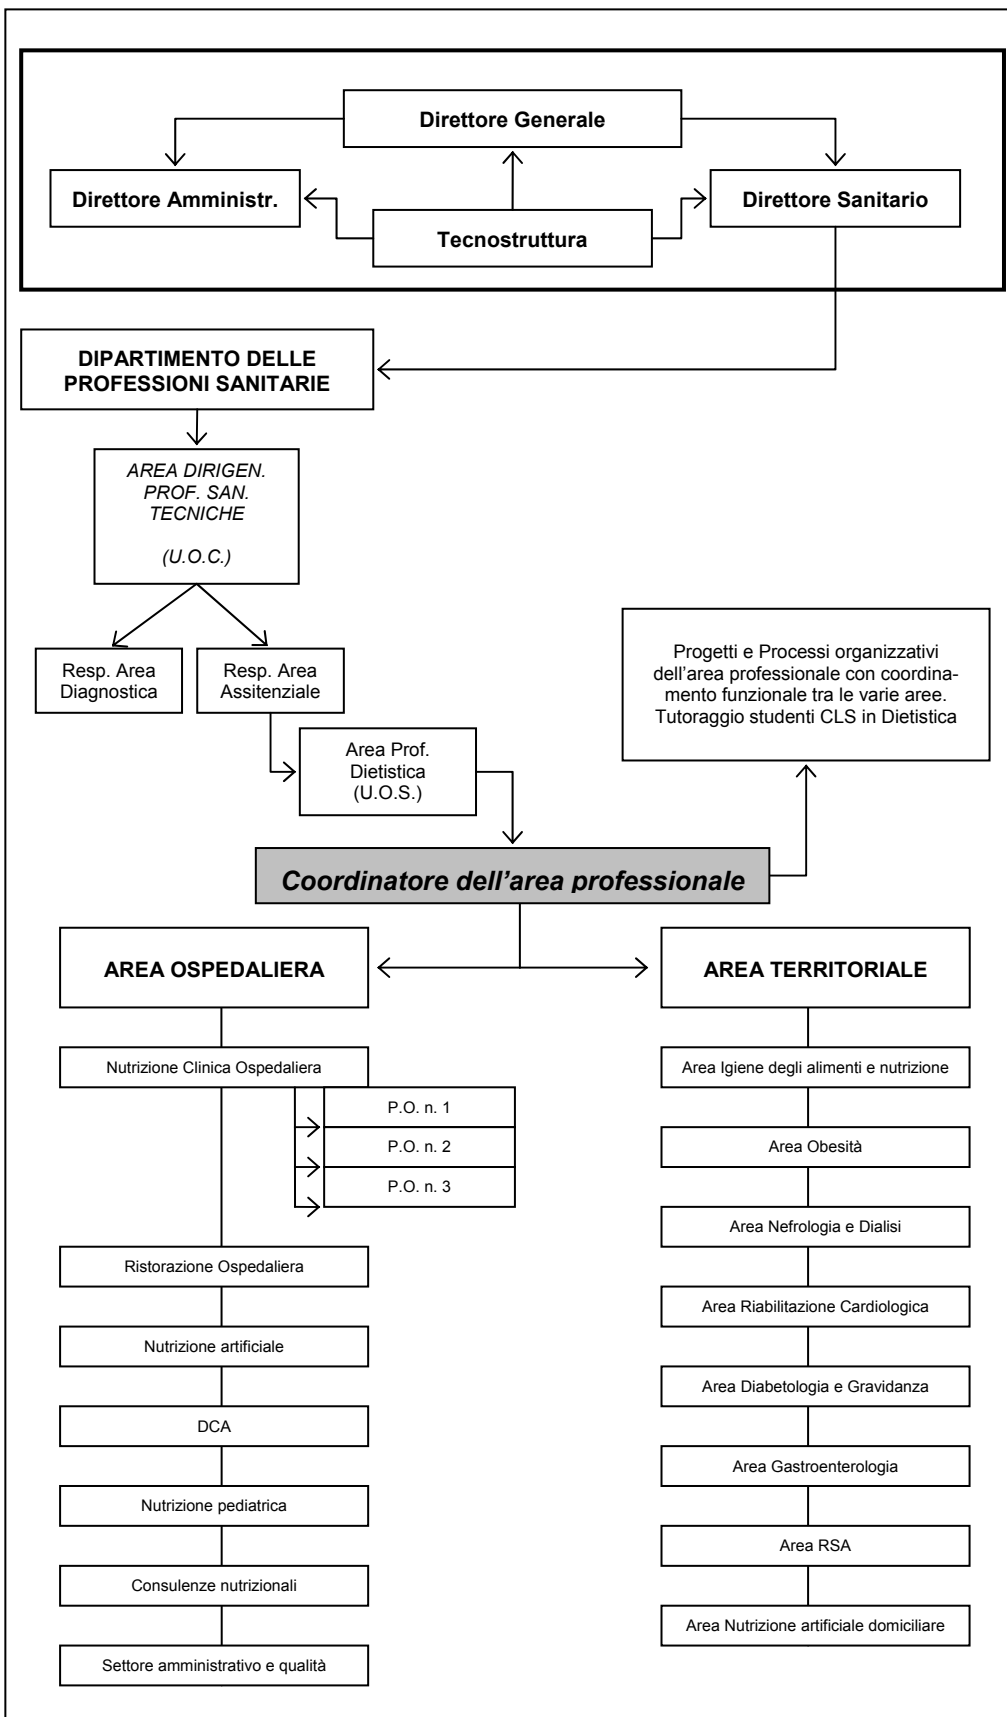 Direttore Generale
Direttore Amministr.
Direttore Sanitario
Tecnostruttura
DIPARTIMENTO DELLE
PROFESSIONI SANITARIE
AREA DIRIGEN.
PROF. SAN.
TECNICHE
(U.O.C.)
Resp. Area
Diagnostica
Resp. Area
Assitenziale
Progetti e Processi organizzativi
dell'area professionale con coordina-
mento funzionale tra le varie aree.
Tutoraggio studenti CLS in Dietistica
Area Prof.
Dietistica
(U.O.S.)
Coordinatore dell'area professionale
AREA OSPEDALIERA
Nutrizione Clinica Ospedaliera
P.O. n. 1
P.O. n. 2
P.O. n. 3
Ristorazione Ospedaliera
Nutrizione artificiale
DCA
Nutrizione pediatrica
Consulenze nutrizionali
Settore amministrativo e qualità
AREA TERRITORIALE
Area Igiene degli alimenti e nutrizione
Area Obesità
Area Nefrologia e Dialisi
Area Riabilitazione Cardiologica
Area Diabetologia e Gravidanza
Area Gastroenterologia
Area RSA
Area Nutrizione artificiale domiciliare